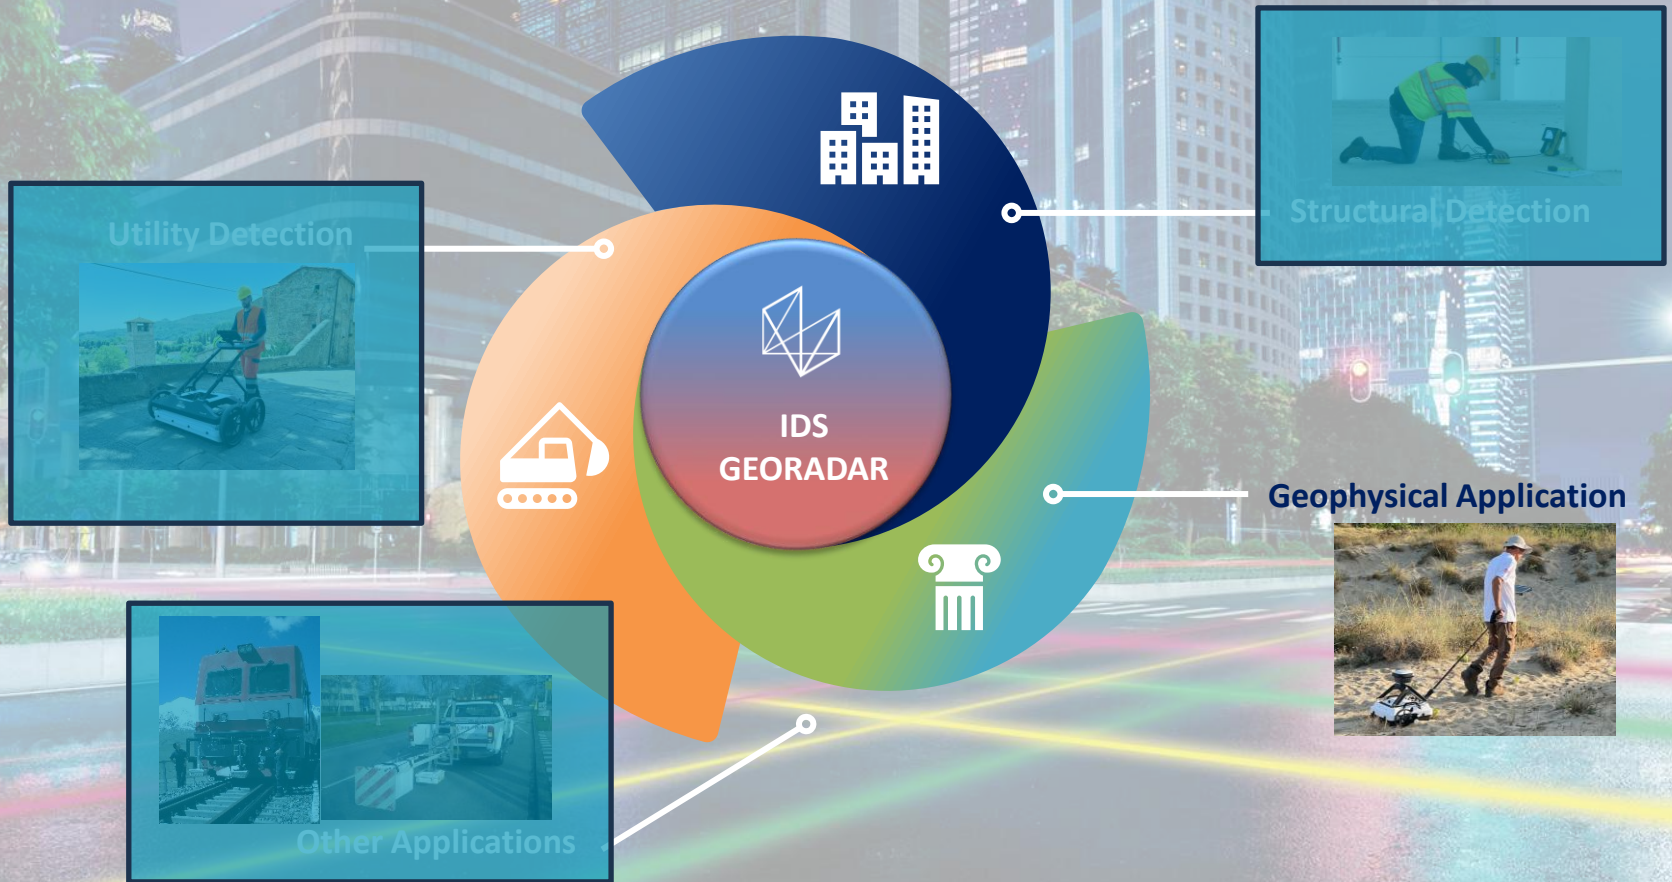 Utility Detection
Structural Detection
IDS
GEORADAR
Geophysical Application
Other Applications